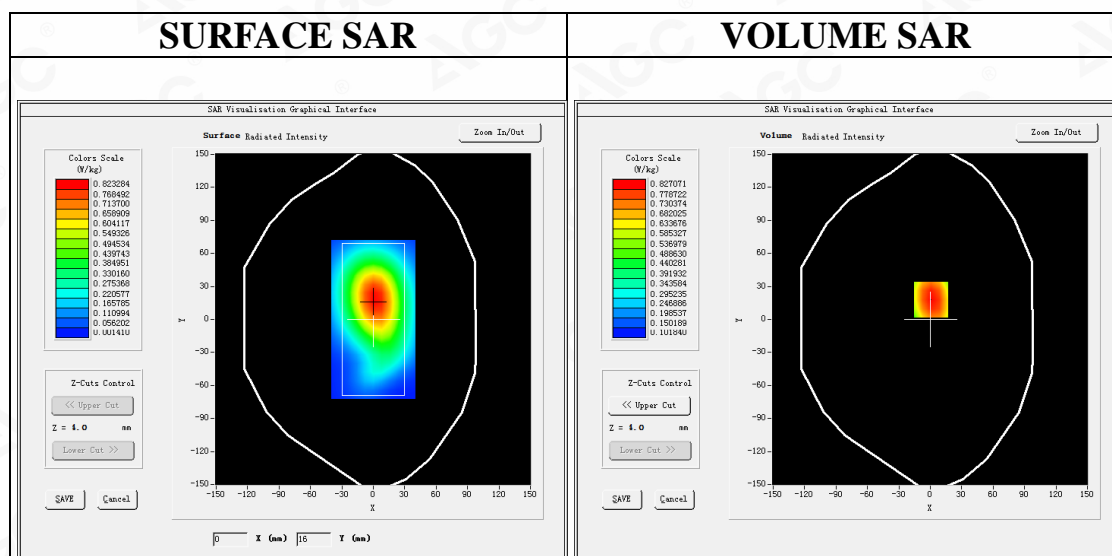 SURFACE SAR
VOLUME SAR
SAR Visualisation Graphical Interface
Surface Radiated Intensity
Zoom In/Out
Colors Scale
(W/kg)
0.823284
0.768492
0.713700
0.658909
0.604117
0.549326
0.494534
0.439743
0.384951
0.330160
0.275368
0.220577
0.165785
0.110994
0.056202
0.001410
Z-Cuts Control
<< Upper Cut
Z = 4.0 mm
Lower Cut >>
SAVE
Cancel
150
120
90
60
30
0
-30
-60
-90
-120
-150
Y
-150 -120 -90 -60 -30 0 30 60 90 120 150
X
0 X (mm) 16 Y (mm)
SAR Visualisation Graphical Interface
Volume Radiated Intensity
Zoom In/Out
Colors Scale
(W/kg)
0.827071
0.778722
0.730374
0.682025
0.633676
0.585327
0.536979
0.488630
0.440281
0.391932
0.343584
0.295235
0.246886
0.198537
0.150189
0.101840
Z-Cuts Control
<< Upper Cut
Z = 4.0 mm
Lower Cut >>
SAVE
Cancel
150
120
90
60
30
0
-30
-60
-90
-120
-150
Y
-150 -120 -90 -60 -30 0 30 60 90 120 150
X
AGC